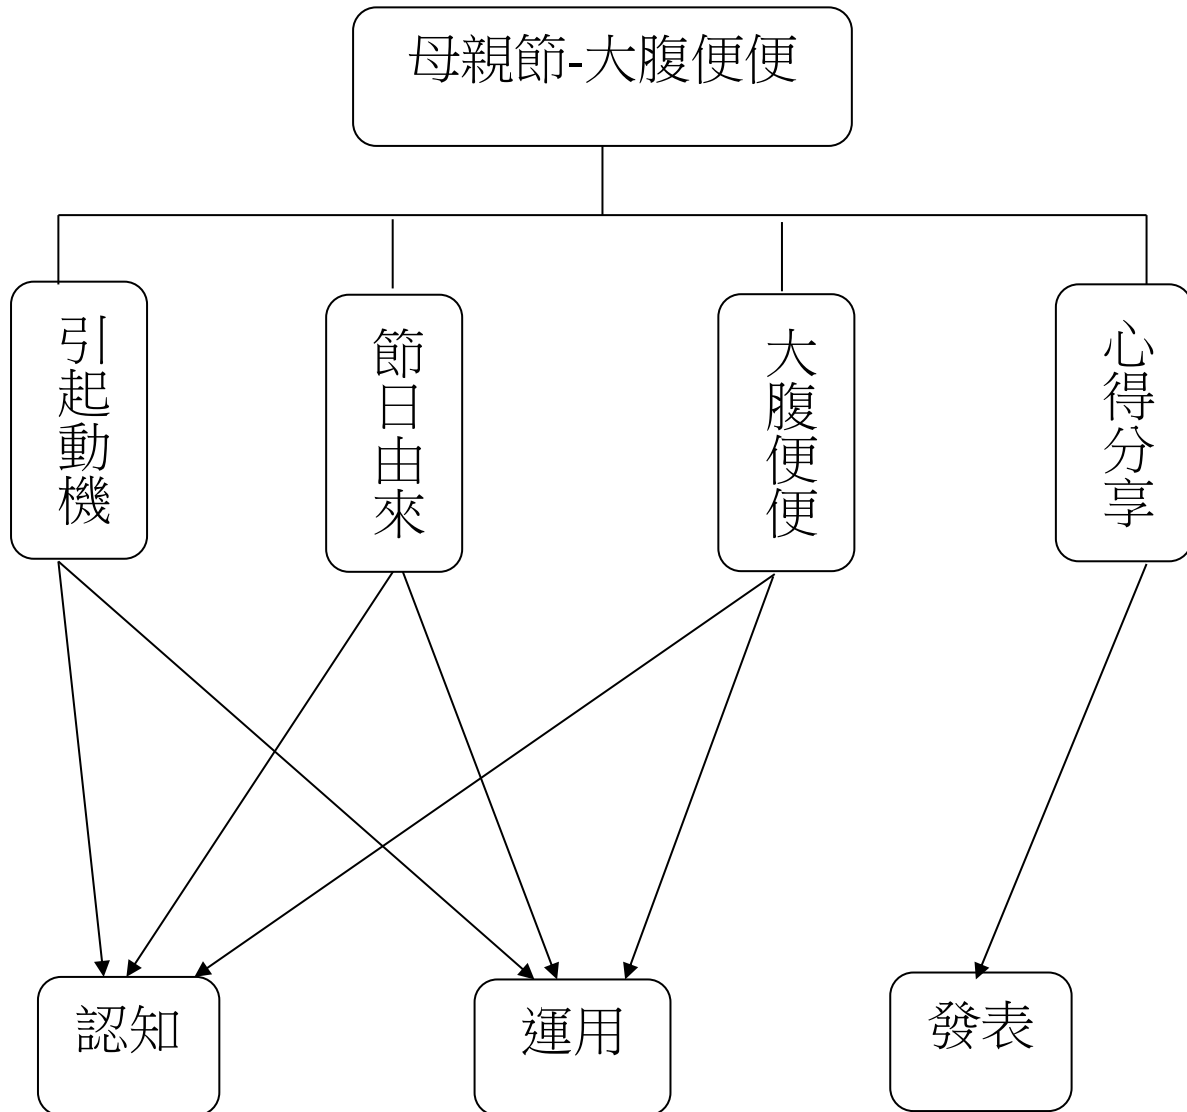 母親節-大腹便便
引起動機
節日由來
大腹便便
心得分享
認知
運用
發表